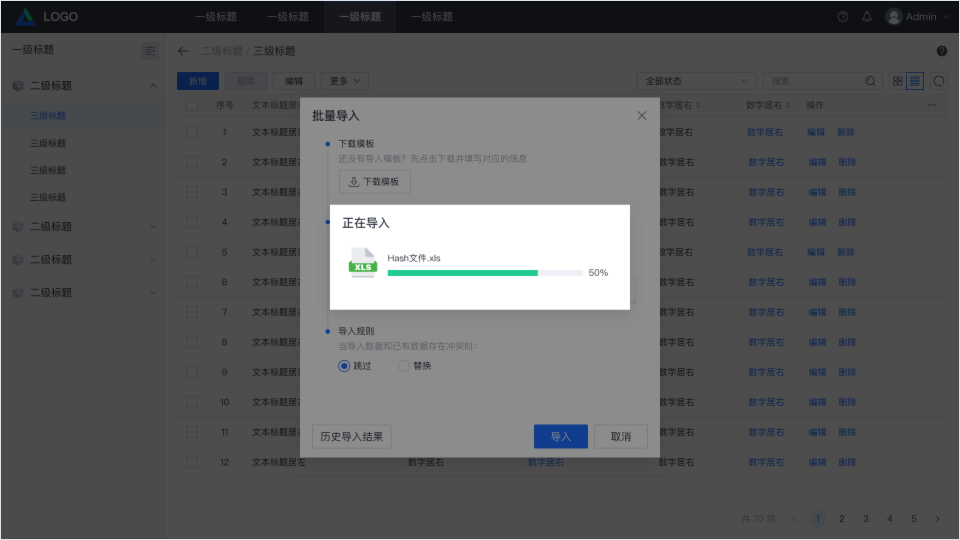 LOGO 一级标题 一级标题 一级标题 一级标题 Admin
一级标题
二级标题
三级标题
三级标题
三级标题
三级标题
二级标题
二级标题
二级标题
二级标题 / 三级标题
新增 删除 编辑 更多 全部状态 搜索
序号 文本标题居左 数字居右 数字居右 操作 ...
1 文本标题居 数字居右 数字居右 编辑 删除
2 文本标题居 数字居右 数字居右 编辑 删除
3 文本标题居 数字居右 数字居右 编辑 删除
4 文本标题居 数字居右 数字居右 编辑 删除
5 文本标题居 数字居右 数字居右 编辑 删除
6 文本标题居 数字居右 数字居右 编辑 删除
7 文本标题居 数字居右 数字居右 编辑 删除
8 文本标题居 数字居右 数字居右 编辑 删除
9 文本标题居 数字居右 数字居右 编辑 删除
10 文本标题居 数字居右 数字居右 编辑 删除
11 文本标题居 数字居右 数字居右 编辑 删除
12 文本标题居左 数字居右 数字居右 数字居右 数字居右 编辑 删除
共 70 项 < 1 2 3 4 5 >
批量导入
下载模板
还没有导入模板？先点击下载并填写对应的信息
下载模板
正在导入
XLS
Hash文件.xls
50%
导入规则
当导入数据和已有数据存在冲突时：
跳过 替换
历史导入结果 导入 取消